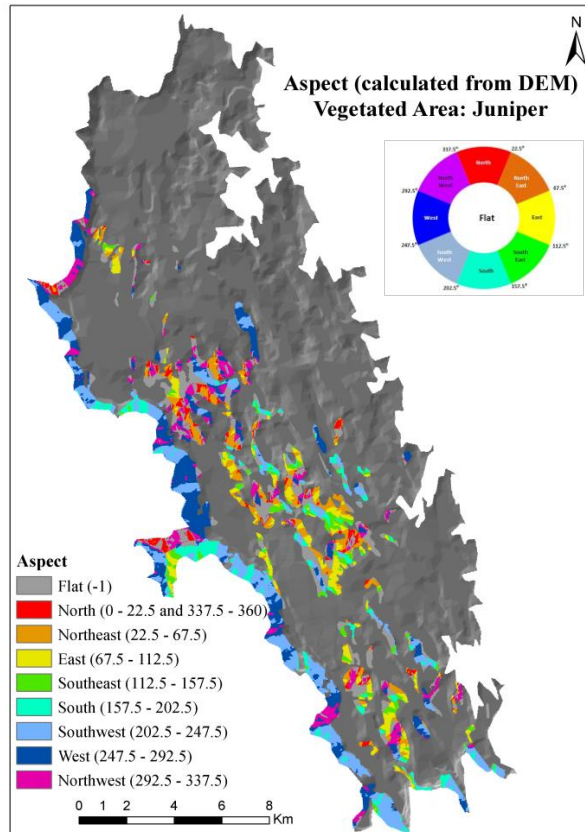 N
Aspect (calculated from DEM)
Vegetated Area: Juniper
337.5°
22.5°
North
North West
North East
292.5°
67.5°
West
Flat
East
247.5°
112.5°
South West
South East
South
202.5°
157.5°
Aspect
Flat (-1)
North (0 - 22.5 and 337.5 - 360)
Northeast (22.5 - 67.5)
East (67.5 - 112.5)
Southeast (112.5 - 157.5)
South (157.5 - 202.5)
Southwest (202.5 - 247.5)
West (247.5 - 292.5)
Northwest (292.5 - 337.5)
0 1 2 4 6 8
Km